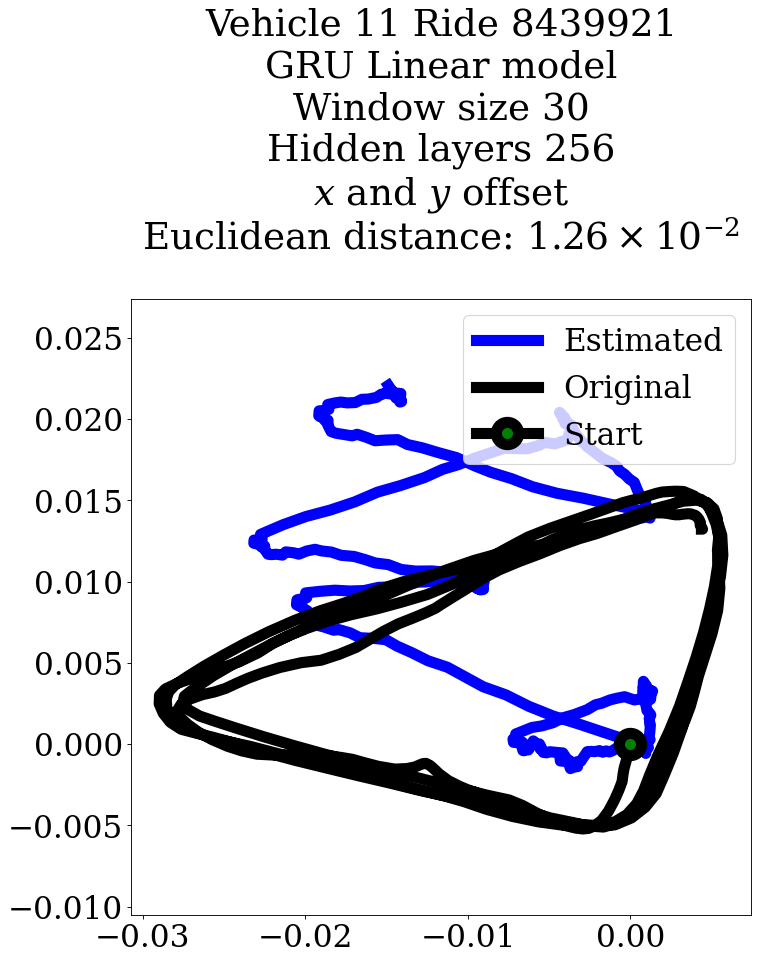 Vehicle 11 Ride 8439921
GRU Linear model
Window size 30
Hidden layers 256
x and y offset
Euclidean distance: 1.26 × 10⁻²
Estimated
Original
Start
0.025
0.020
0.015
0.010
0.005
0.000
−0.005
−0.010
−0.03 −0.02 −0.01 0.00